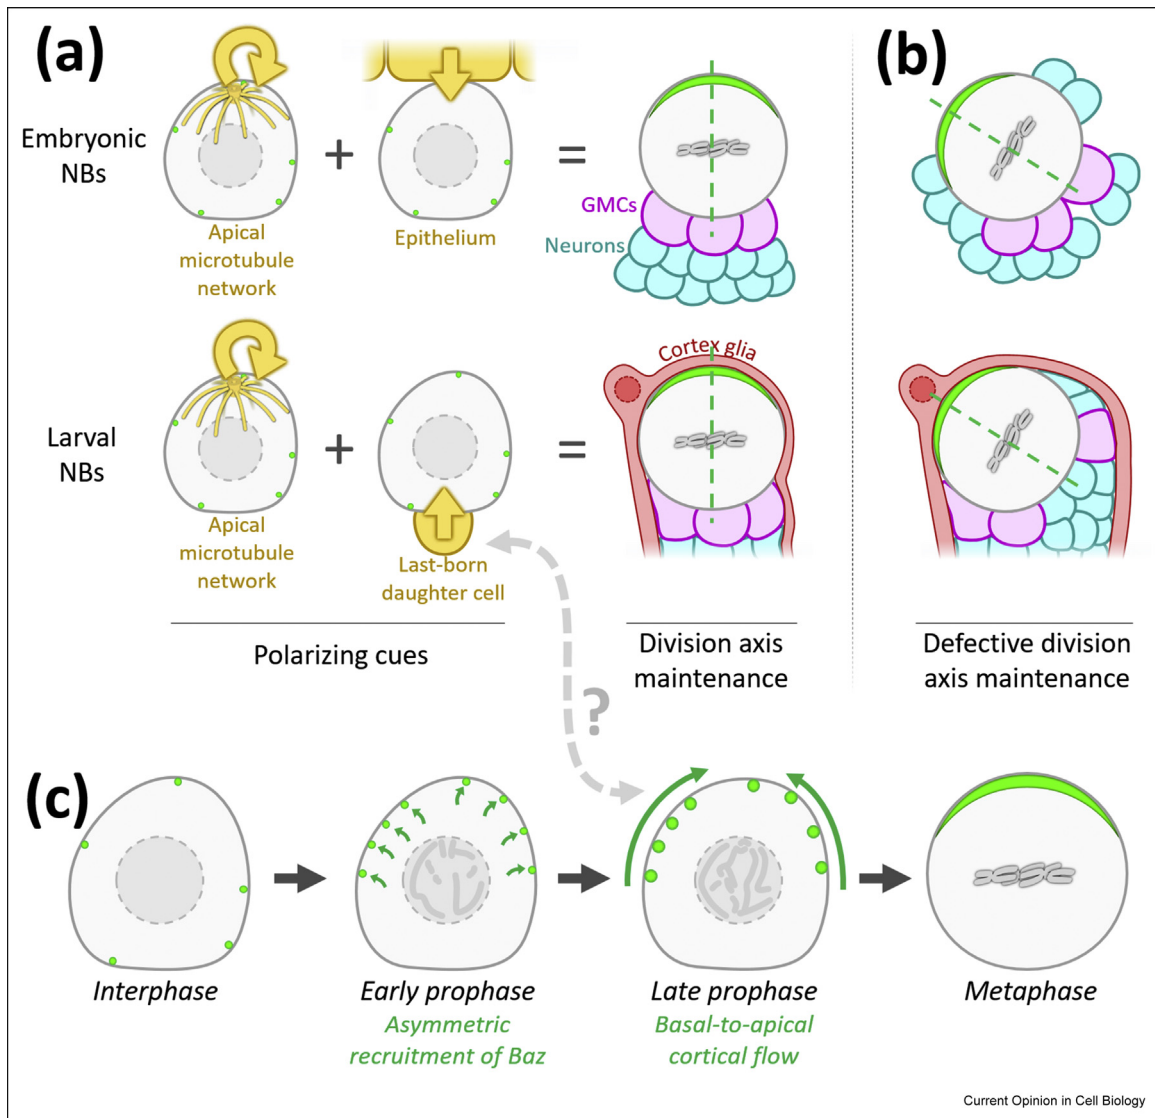 (a)
(b)
Embryonic
NBs
+
=
Apical
microtubule
network
Epithelium
GMCs
Neurons
Larval
NBs
+
=
Cortex glia
Apical
microtubule
network
Last-born
daughter cell
Polarizing cues
Division axis
maintenance
Defective division
axis maintenance
?
(c)
Interphase
Early prophase
Late prophase
Metaphase
Asymmetric
recruitment of Baz
Basal-to-apical
cortical flow
Current Opinion in Cell Biology